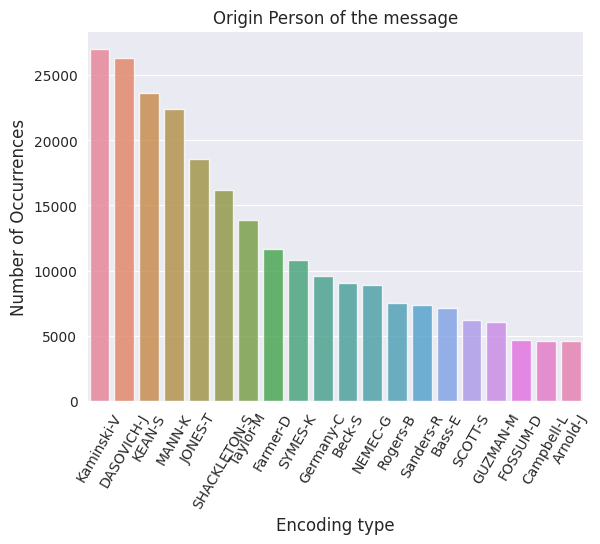 Origin Person of the message
Number of Occurrences
25000
20000
15000
10000
5000
0
Kaminski-V
DASOVICH-J
KEAN-S
MANN-K
JONES-T
SHACKLETON-S
Taylor-M
Farmer-D
SYMES-K
Germany-C
Beck-S
NEMEC-G
Rogers-B
Sanders-R
Bass-E
SCOTT-S
GUZMAN-M
FOSSUM-D
Campbell-L
Arnold-J
Encoding type